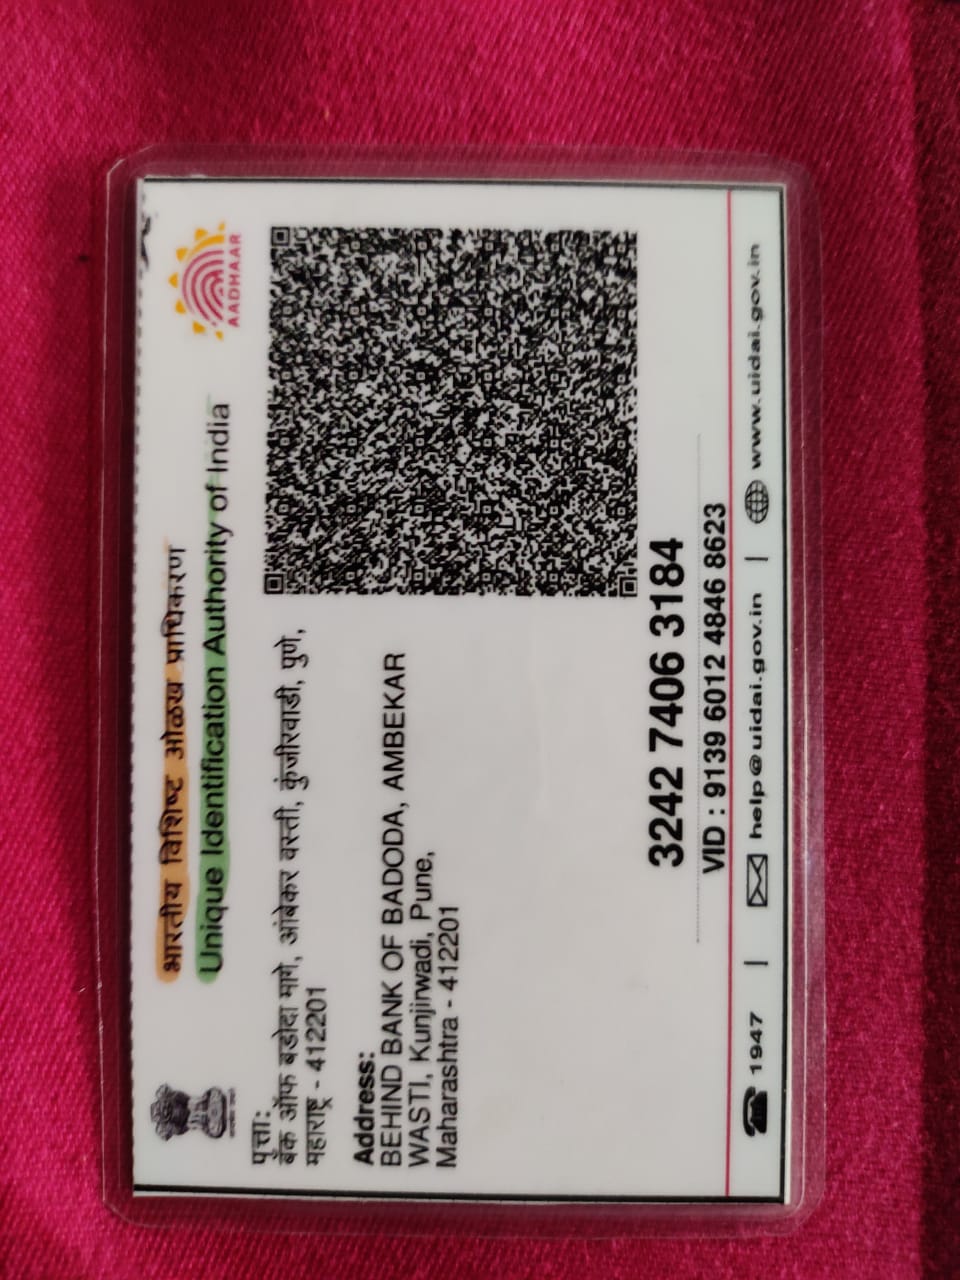 भारतीय विशिष्ट ओळख प्राधिकरण
Unique Identification Authority of India
AADHAAR
पत्ता:
बँक ऑफ बडोदा मागे, आंबेकर वस्ती, कुंजीरवाडी, पुणे,
महाराष्ट्र - 412201
Address:
BEHIND BANK OF BADODA, AMBEKAR
WASTI, Kunjirwadi, Pune,
Maharashtra - 412201
3242 7406 3184
VID : 9139 6012 4846 8623
1947 | help@uidai.gov.in | www.uidai.gov.in